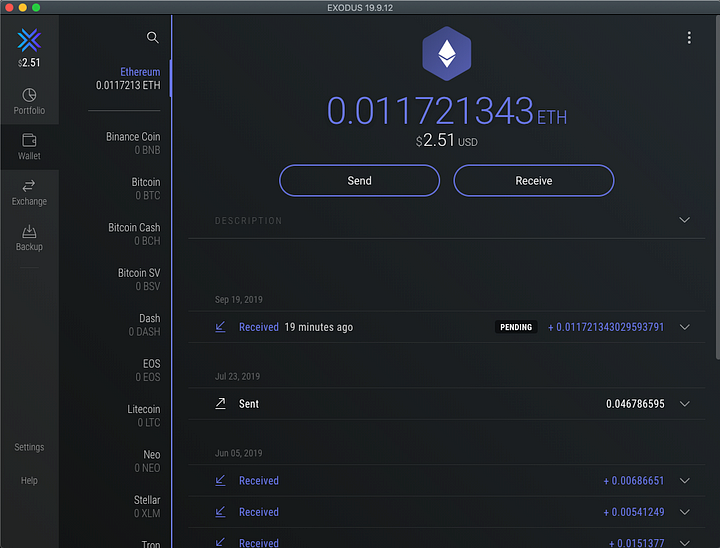 EXODUS 19.9.12
$2.51
Portfolio
Wallet
Exchange
Backup
Settings
Help
Ethereum
0.0117213 ETH
Binance Coin
0 BNB
Bitcoin
0 BTC
Bitcoin Cash
0 BCH
Bitcoin SV
0 BSV
Dash
0 DASH
EOS
0 EOS
Litecoin
0 LTC
Neo
0 NEO
Stellar
0 XLM
Tron
0.011721343 ETH
$2.51 USD
Send Receive
DESCRIPTION
Sep 19, 2019
Received 19 minutes ago PENDING + 0.011721343029593791
Jul 23, 2019
Sent 0.046786595
Jun 05, 2019
Received + 0.00686651
Received + 0.00541249
Received + 0.0151377